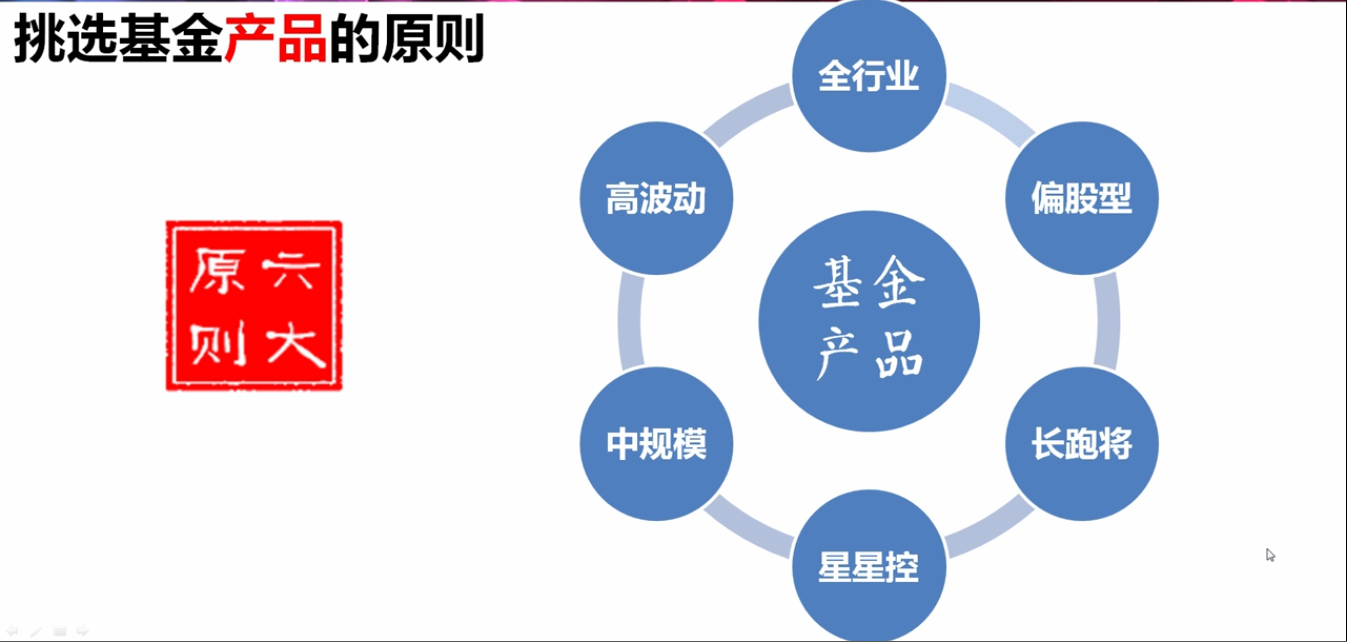 挑选基金产品的原则
六大
原则
基金
产品
全行业
偏股型
长跑将
星星控
中规模
高波动